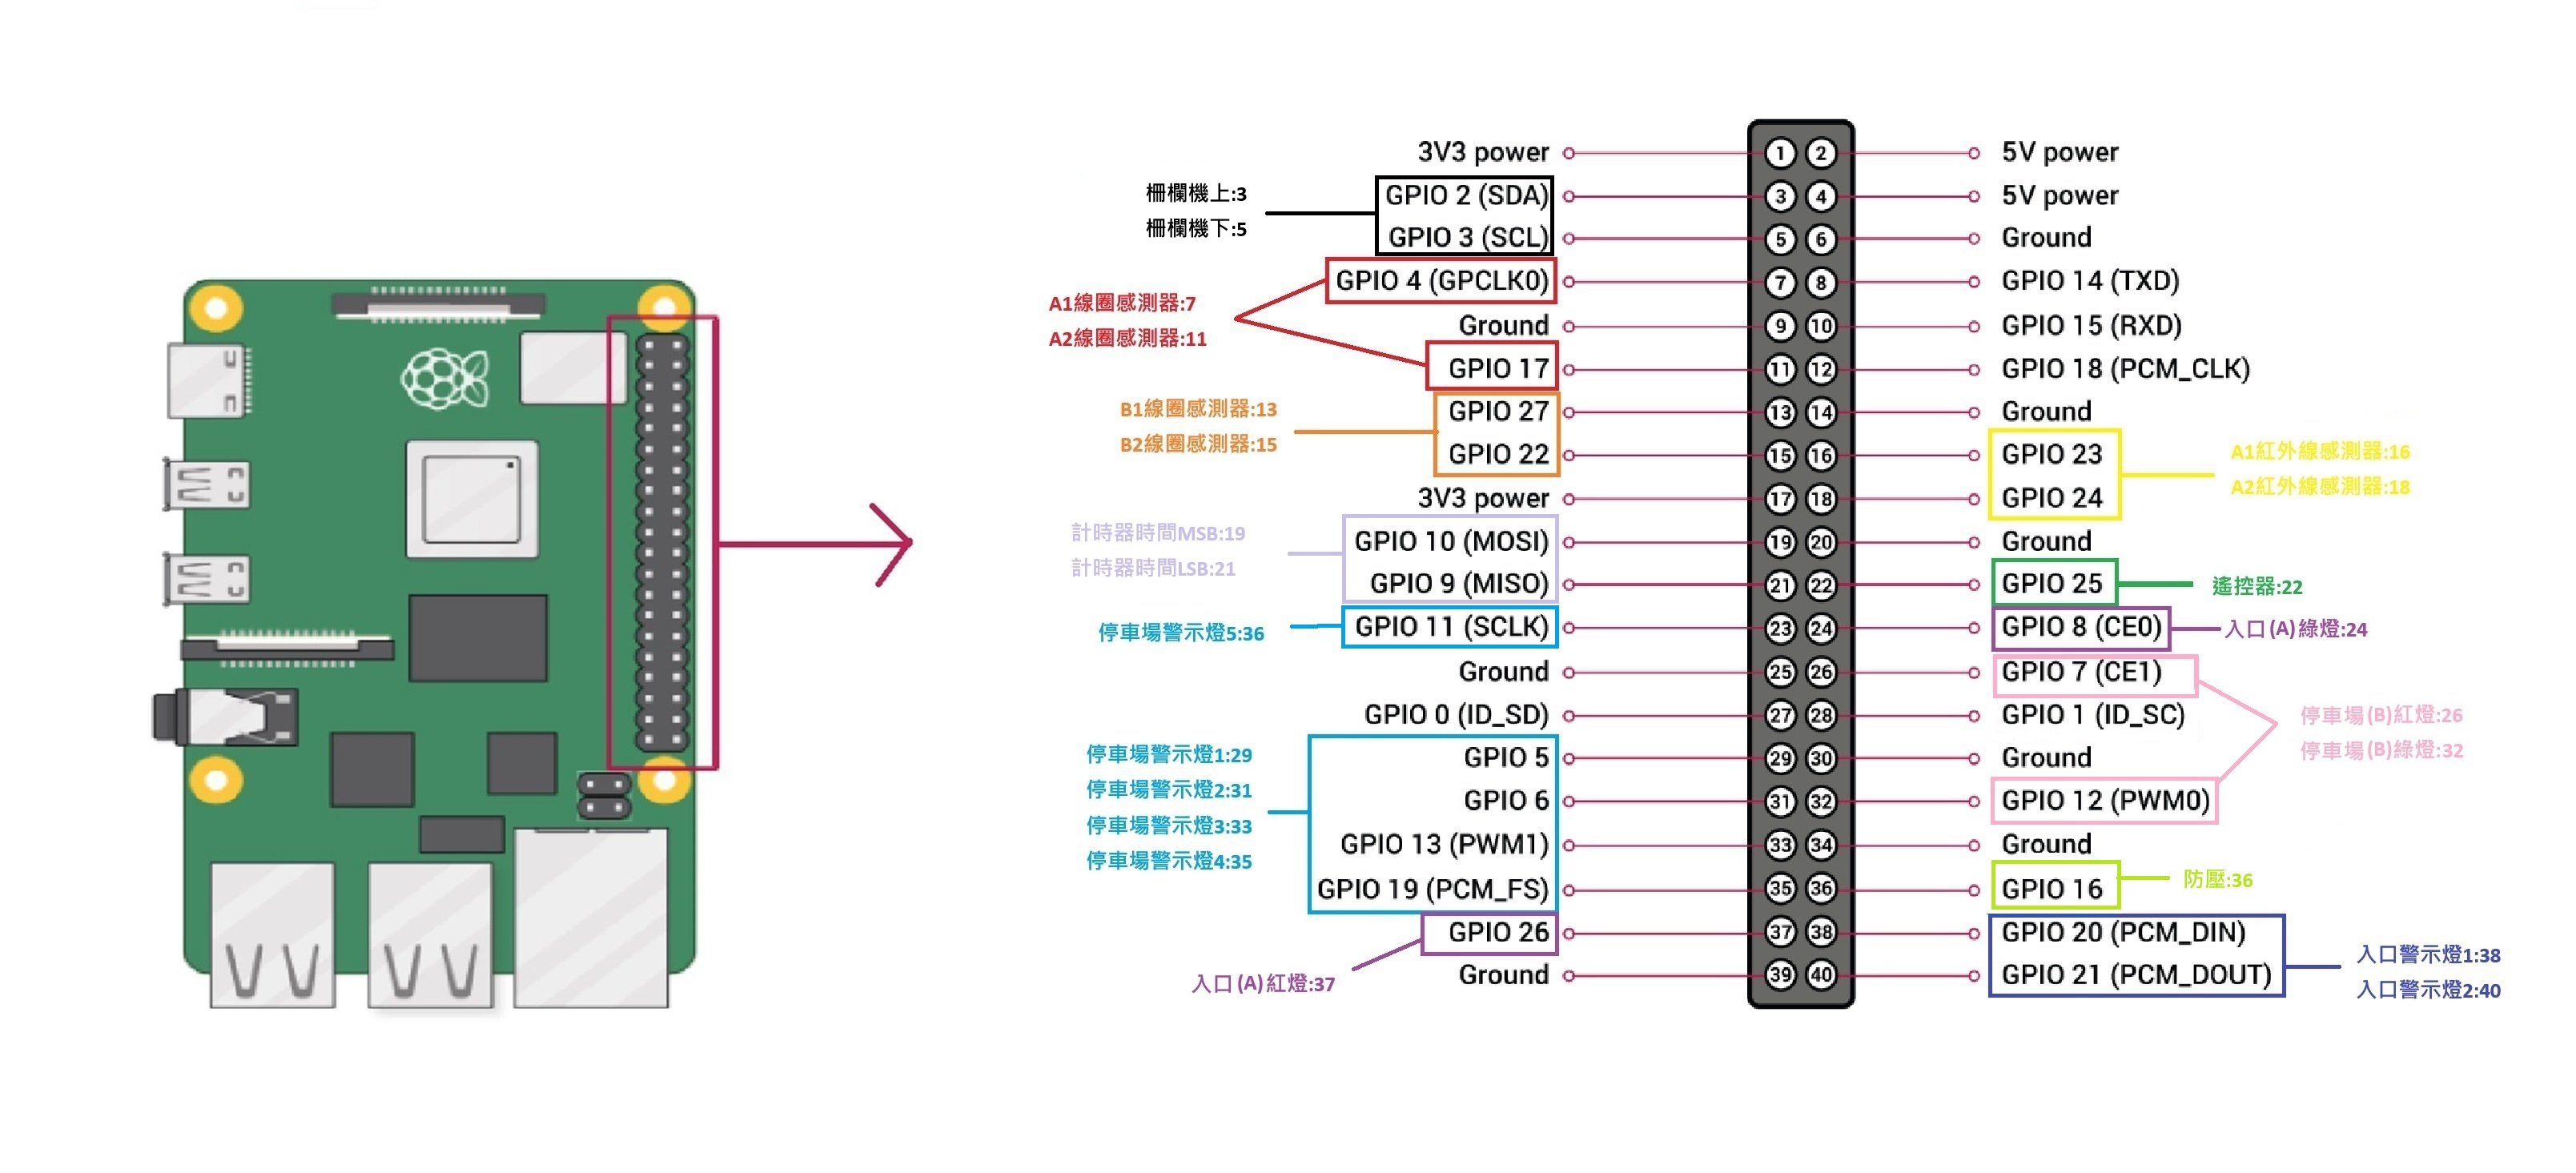 3V3 power 1 2 5V power
柵欄機上:3
GPIO 2 (SDA) 3 4 5V power
柵欄機下:5
GPIO 3 (SCL) 5 6 Ground
GPIO 4 (GPCLK0) 7 8 GPIO 14 (TXD)
A1線圈感測器:7
A2線圈感測器:11
Ground 9 10 GPIO 15 (RXD)
GPIO 17 11 12 GPIO 18 (PCM_CLK)
B1線圈感測器:13
B2線圈感測器:15
GPIO 27 13 14 Ground
GPIO 22 15 16 GPIO 23
A1紅外線感測器:16
A2紅外線感測器:18
3V3 power 17 18 GPIO 24
計時器時間MSB:19
計時器時間LSB:21
GPIO 10 (MOSI) 19 20 Ground
GPIO 9 (MISO) 21 22 GPIO 25
遙控器:22
停車場警示燈5:36
GPIO 11 (SCLK) 23 24 GPIO 8 (CE0)
入口(A)綠燈:24
Ground 25 26 GPIO 7 (CE1)
GPIO 0 (ID_SD) 27 28 GPIO 1 (ID_SC)
停車場(B)紅燈:26
停車場(B)綠燈:32
停車場警示燈1:29
停車場警示燈2:31
停車場警示燈3:33
停車場警示燈4:35
GPIO 5 29 30 Ground
GPIO 6 31 32 GPIO 12 (PWM0)
GPIO 13 (PWM1) 33 34 Ground
GPIO 19 (PCM_FS) 35 36 GPIO 16
防壓:36
GPIO 26 37 38 GPIO 20 (PCM_DIN)
入口(A)紅燈:37
Ground 39 40 GPIO 21 (PCM_DOUT)
入口警示燈1:38
入口警示燈2:40